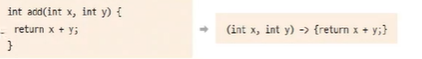 int add(int x, int y) {
return x + y;
}
(int x, int y) -> {return x + y;}